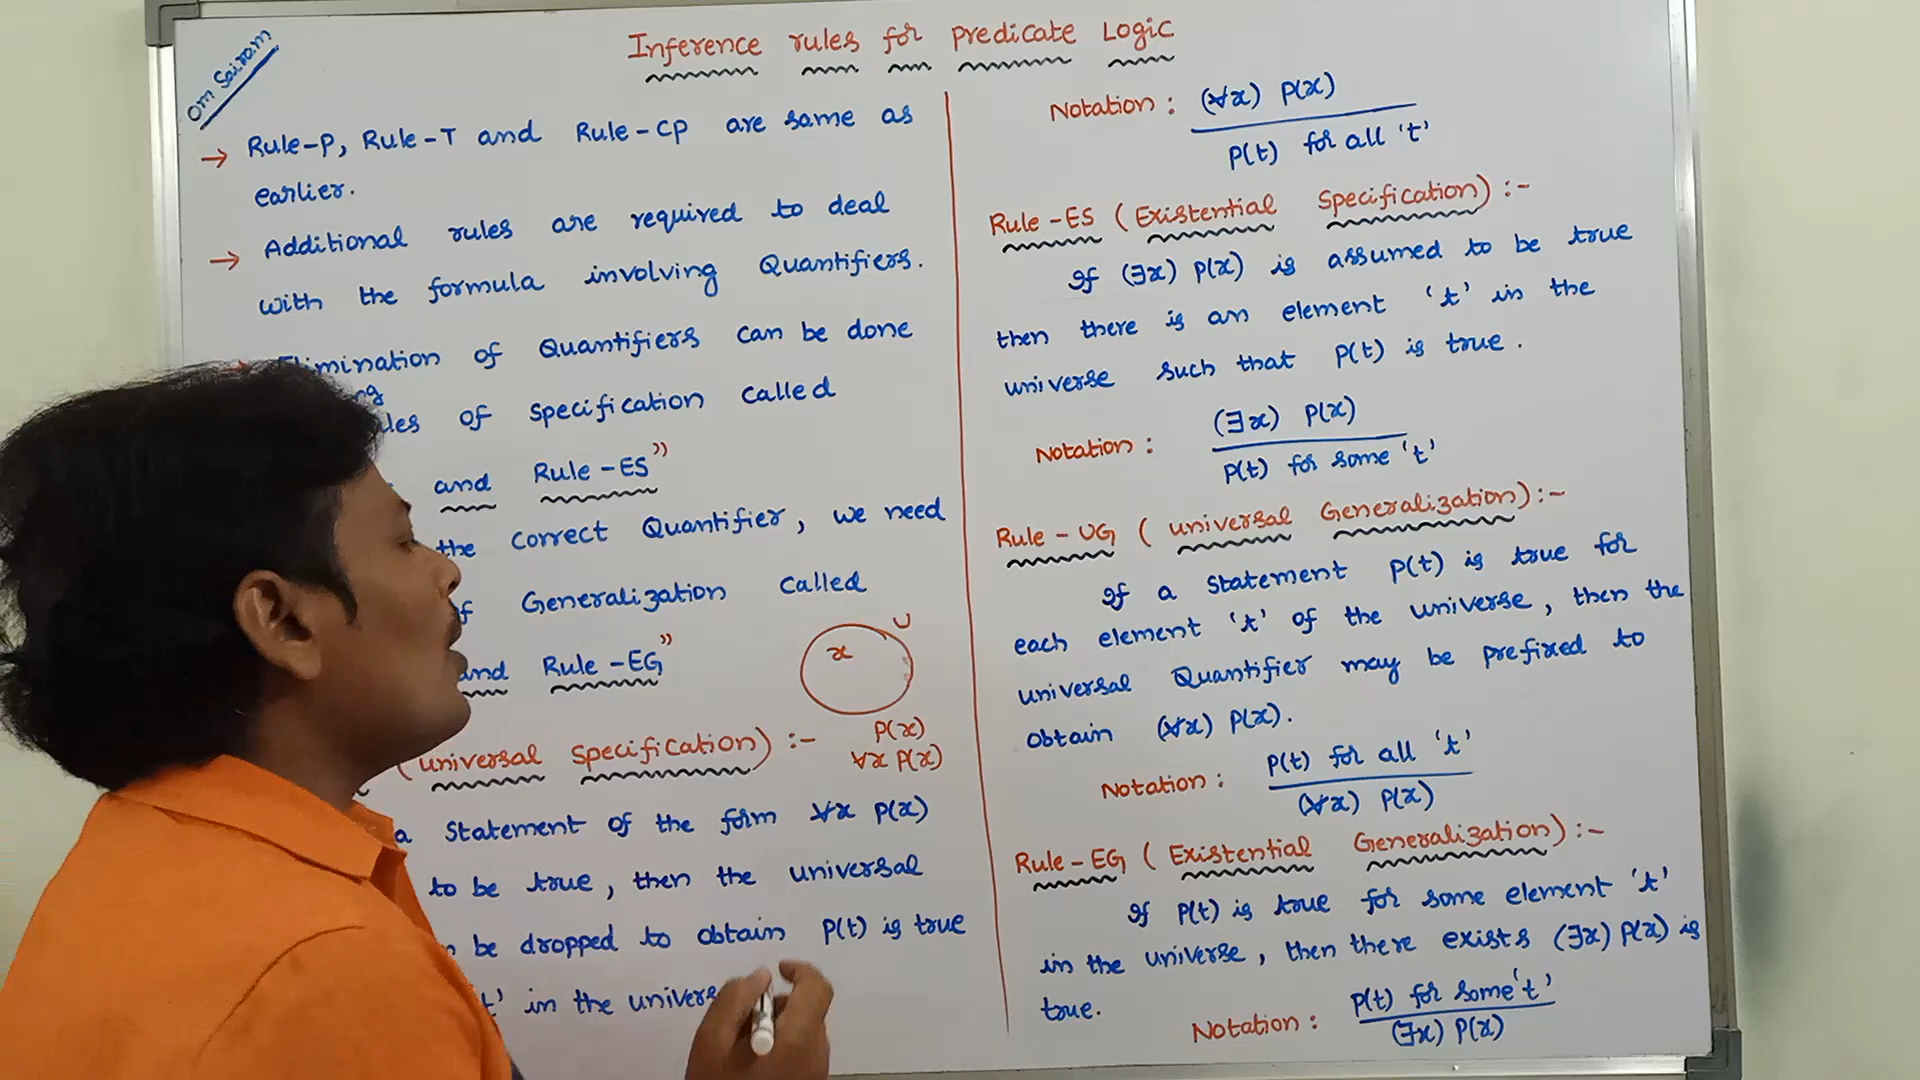 Om Sairam
Inference rules for predicate Logic
→ Rule-P, Rule-T and Rule-CP are same as
earlier.
→ Additional rules are required to deal
with the formula involving Quantifiers.
Elimination of Quantifiers can be done
of specification called
and Rule-ES”
the correct Quantifier, we need
of Generalization called
and Rule-EG”
U
x
P(x)
∀x P(x)
(universal Specification) :-
a statement of the form ∀x P(x)
to be true, then the universal
be dropped to obtain P(t) is true
't' in the universe
Notation : (∀x) P(x)
P(t) for all 't'
Rule-ES (Existential Specification) :-
If (∃x) P(x) is assumed to be true
then there is an element 't' in the
universe such that P(t) is true.
Notation : (∃x) P(x)
P(t) for some 't'
Rule-UG (universal Generalization) :-
If a statement P(t) is true for
each element 't' of the universe, then the
universal Quantifier may be prefixed to
obtain (∀x) P(x).
Notation : P(t) for all 't'
(∀x) P(x)
Rule-EG (Existential Generalization) :-
If P(t) is true for some element 't'
in the universe, then there exists (∃x) P(x) is
true.
Notation : P(t) for some 't'
(∃x) P(x)